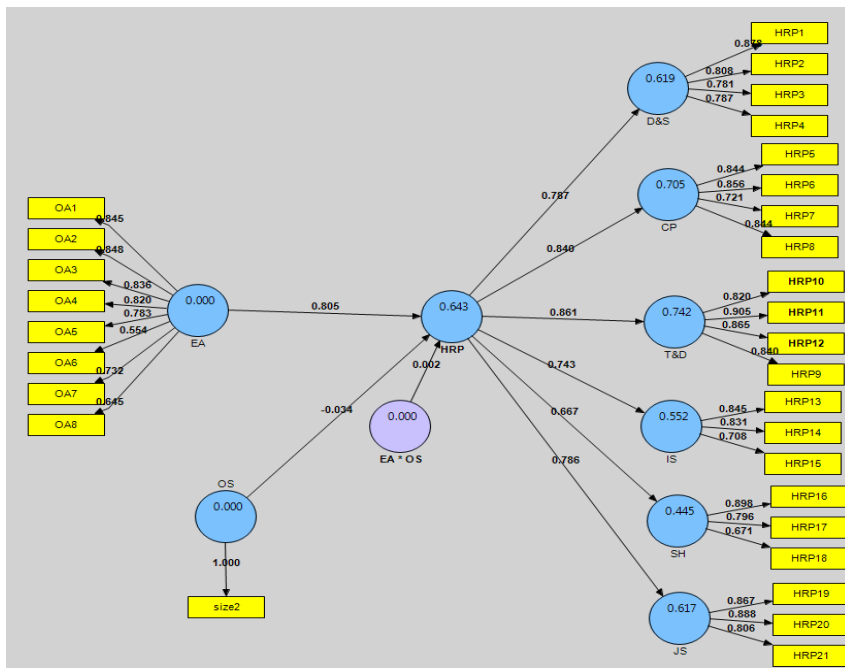 HRP1
0.878
0.619
0.808
HRP2
0.781
HRP3
0.787
HRP4
D&S
HRP5
0.844
0.856
HRP6
0.705
0.721
HRP7
0.844
CP
HRP8
0.787
0.840
OA1
0.845
OA2
0.848
OA3
0.836
OA4
0.820
OA5
0.783
0.554
OA6
OA7
0.732
OA8
0.645
0.000
EA
0.805
0.643
HRP
0.861
HRP10
0.820
0.742
0.905
HRP11
0.865
HRP12
T&D
0.840
HRP9
0.002
0.743
0.667
0.786
-0.034
0.000
EA * OS
HRP13
0.845
0.552
0.831
HRP14
0.708
IS
HRP15
OS
0.000
1.000
size2
HRP16
0.898
0.445
0.796
HRP17
0.671
SH
HRP18
HRP19
0.867
0.617
0.888
HRP20
0.806
JS
HRP21